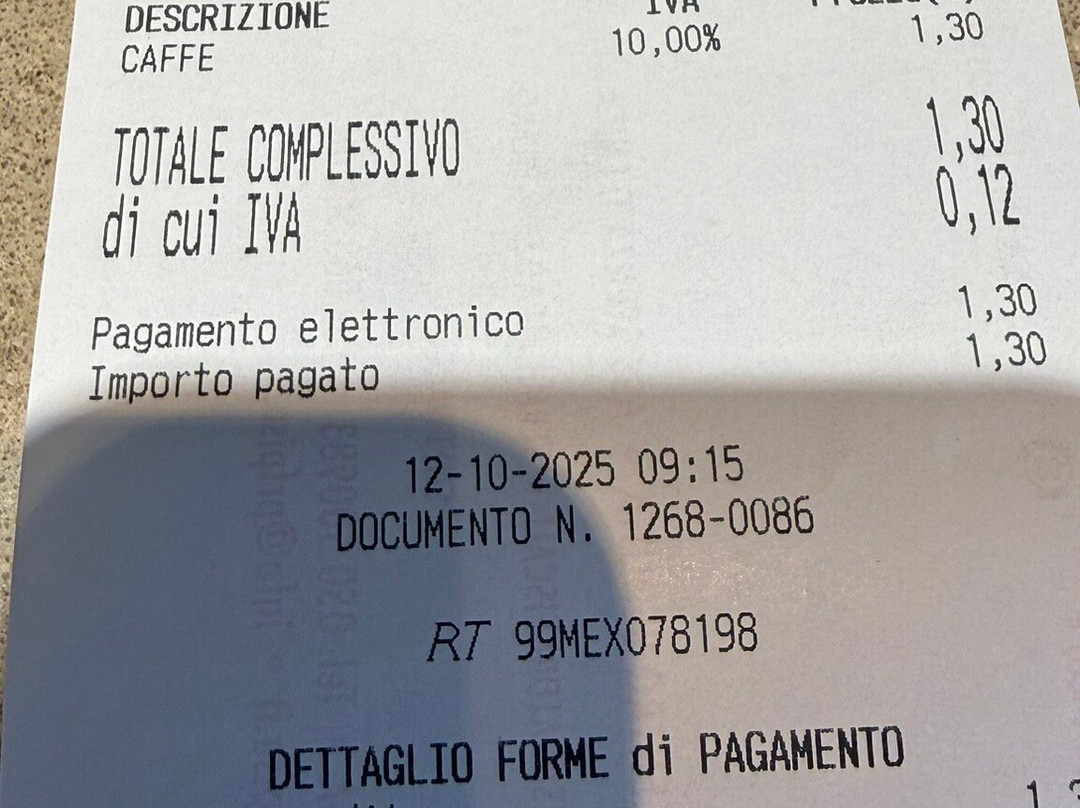 DESCRIZIONE IVA
CAFFE 10,00% 1,30
TOTALE COMPLESSIVO 1,30
di cui IVA 0,12
Pagamento elettronico 1,30
Importo pagato 1,30
12-10-2025 09:15
DOCUMENTO N. 1268-0086
RT 99MEX078198
DETTAGLIO FORME di PAGAMENTO